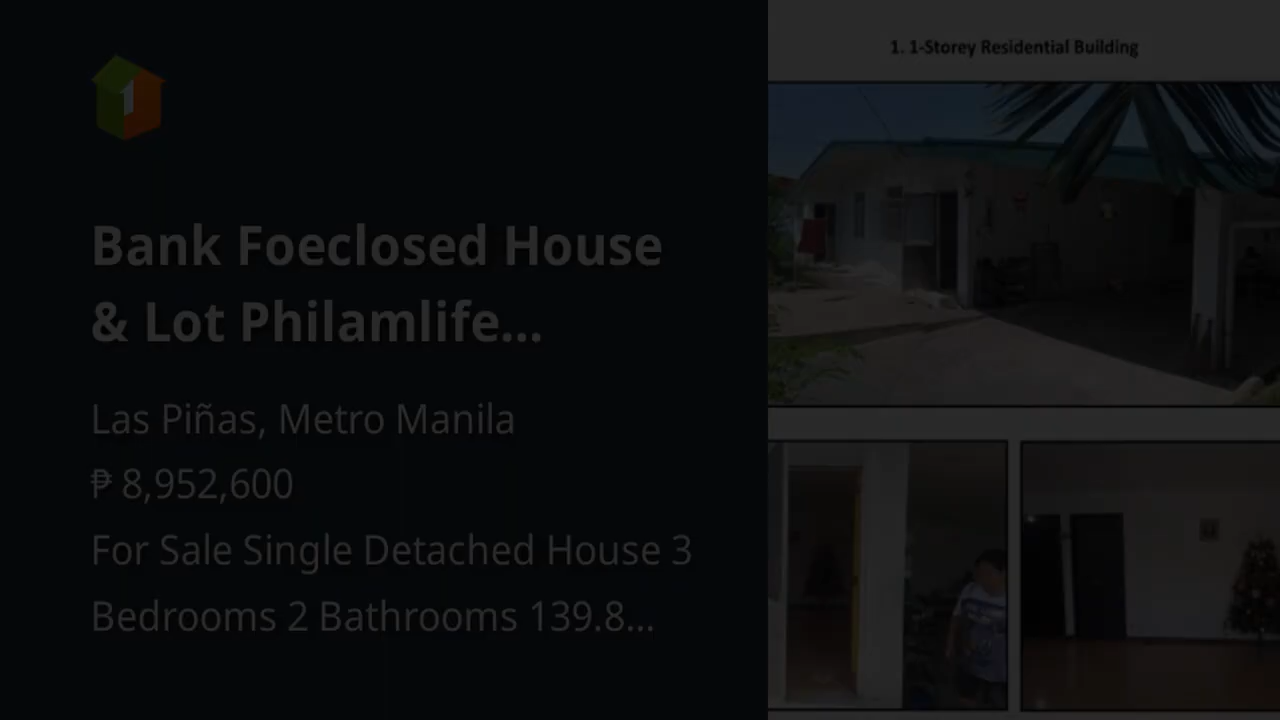 1. 1-Storey Residential Building
Bank Foeclosed House
& Lot Philamlife...
Las Piñas, Metro Manila
₱ 8,952,600
For Sale Single Detached House 3
Bedrooms 2 Bathrooms 139.8...